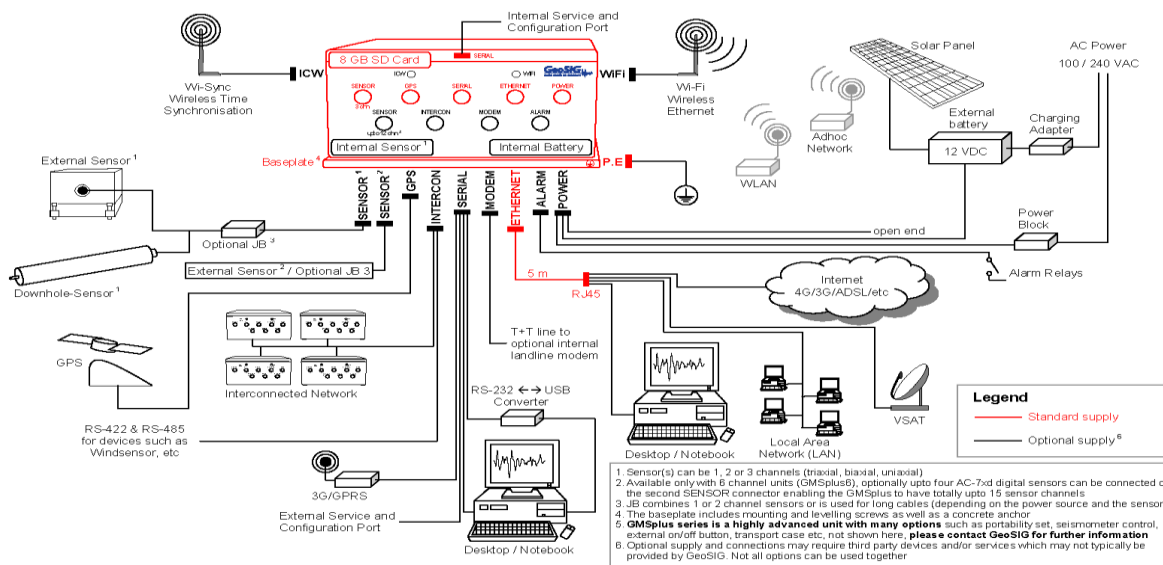 Internal Service and
Configuration Port
Wi-Sync
Wireless Time
Synchronisation
ICW
8 GB SD Card
SERIAL
ICW
WIFI
GeoSIG
SENSOR
GPS
SERIAL
ETHERNET
POWER
SENSOR
INTERCON
MODEM
ALARM
Internal Sensor 1
Internal Battery
Baseplate 4
P.E
WiFi
Wi-Fi
Wireless
Ethernet
Solar Panel
AC Power
100 / 240 VAC
Adhoc
Network
WLAN
External
battery
12 VDC
Charging
Adapter
Power
Block
open end
Alarm Relays
External Sensor 1
Optional JB 3
Downhole-Sensor 1
External Sensor 2 / Optional JB 3
SENSOR 1
SENSOR 2
GPS
INTERCON
SERIAL
MODEM
ETHERNET
ALARM
POWER
5 m
RJ45
Internet
4G/3G/ADSL/etc
GPS
Interconnected Network
T+T line to
optional internal
landline modem
RS-232 ↔ USB
Converter
RS-422 & RS-485
for devices such as
Windsensor, etc
3G/GPRS
External Service and
Configuration Port
Desktop / Notebook
Desktop / Notebook
Local Area
Network (LAN)
VSAT
Legend
Standard supply
Optional supply 6
1. Sensor(s) can be 1, 2 or 3 channels (triaxial, biaxial, uniaxial)
2. Available only with 6 channel units (GMSplus6), optionally upto four AC-7xd digital sensors can be connected o
the second SENSOR connector enabling the GMSplus to have totally upto 15 sensor channels
3. JB combines 1 or 2 channel sensors or is used for long cables (depending on the power source and the sensor
4. The baseplate includes mounting and levelling screws as well as a concrete anchor
5. GMSplus series is a highly advanced unit with many options such as portability set, seismometer control,
external on/off button, transport case etc, not shown here, please contact GeoSIG for further information
6. Optional supply and connections may require third party devices and/or services which may not typically be
provided by GeoSIG. Not all options can be used together